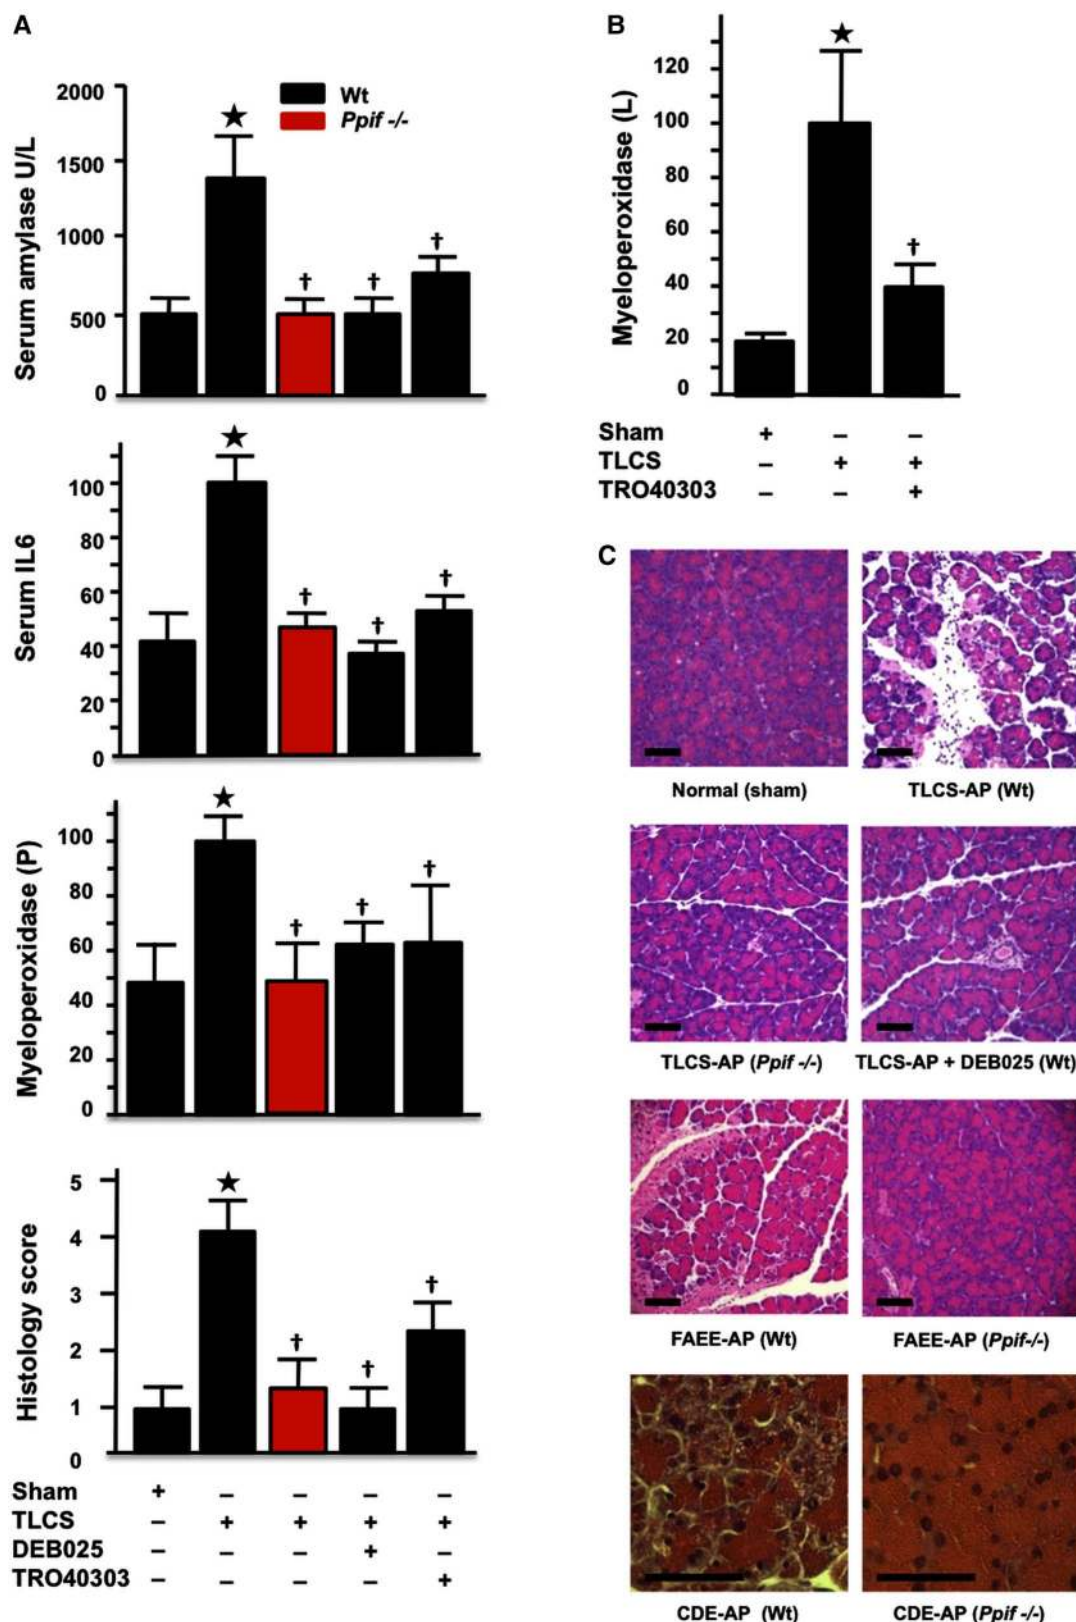 A
Serum amylase U/L
2000
1500
1000
500
0
Wt
Ppif -/-
★
†
†
†
Serum IL6
100
80
60
40
20
0
★
†
†
†
Myeloperoxidase (P)
100
80
60
40
20
0
★
†
†
†
Histology score
5
4
3
2
1
0
★
†
†
†
Sham + – – – –
TLCS – + + + +
DEB025 – – – + –
TRO40303 – – – – +
B
Myeloperoxidase (L)
120
100
80
60
40
20
0
★
†
Sham + – –
TLCS – + +
TRO40303 – – +
C
Normal (sham) TLCS-AP (Wt)
TLCS-AP (Ppif -/-) TLCS-AP + DEB025 (Wt)
FAEE-AP (Wt) FAEE-AP (Ppif-/-)
CDE-AP (Wt) CDE-AP (Ppif -/-)